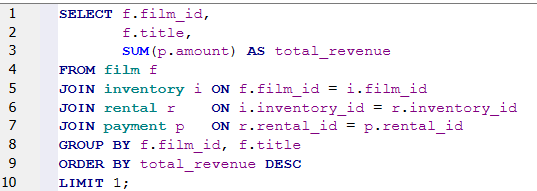 1 SELECT f.film_id,
2 f.title,
3 SUM(p.amount) AS total_revenue
4 FROM film f
5 JOIN inventory i ON f.film_id = i.film_id
6 JOIN rental r ON i.inventory_id = r.inventory_id
7 JOIN payment p ON r.rental_id = p.rental_id
8 GROUP BY f.film_id, f.title
9 ORDER BY total_revenue DESC
10 LIMIT 1;